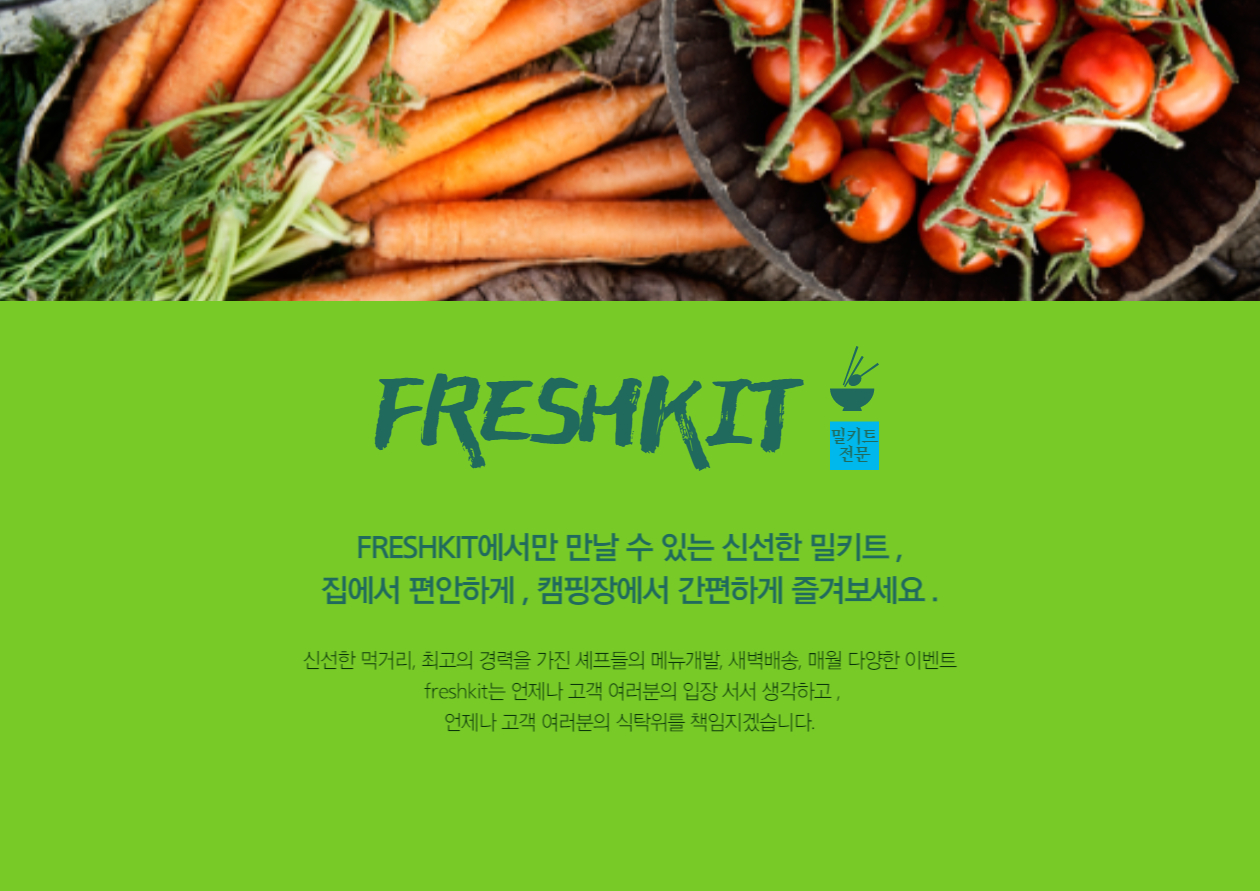 FRESHKIT
밀키트
전문
FRESHKIT에서만 만날 수 있는 신선한 밀키트 ,
집에서 편안하게 , 캠핑장에서 간편하게 즐겨보세요 .
신선한 먹거리, 최고의 경력을 가진 셰프들의 메뉴개발, 새벽배송, 매월 다양한 이벤트
freshkit는 언제나 고객 여러분의 입장 서서 생각하고 ,
언제나 고객 여러분의 식탁위를 책임지겠습니다.